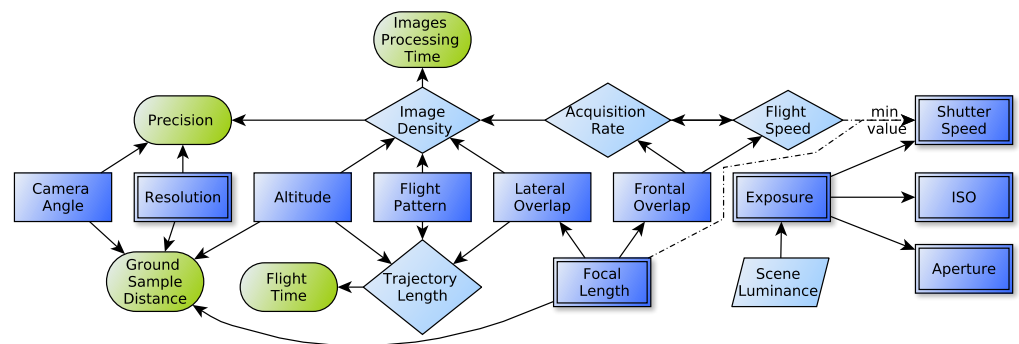 Images
Processing
Time
Image
Density
Acquisition
Rate
Flight
Speed
min
value
Shutter
Speed
Precision
Camera
Angle
Resolution
Altitude
Flight
Pattern
Lateral
Overlap
Frontal
Overlap
Exposure
ISO
Ground
Sample
Distance
Flight
Time
Trajectory
Length
Focal
Length
Scene
Luminance
Aperture